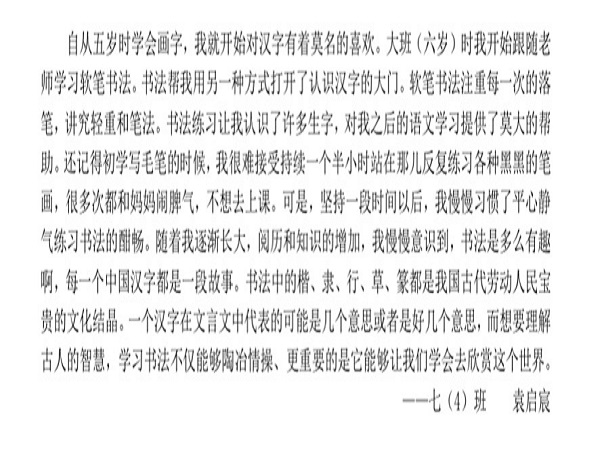 自从五岁时学会画字，我就开始对汉字有着莫名的喜欢。大班（六岁）时我开始跟随老
师学习软笔书法。书法帮我用另一种方式打开了认识汉字的大门。软笔书法注重每一次的落
笔，讲究轻重和笔法。书法练习让我认识了许多生字，对我之后的语文学习提供了莫大的帮
助。还记得初学写毛笔的时候，我很难接受持续一个半小时站在那儿反复练习各种黑黑的笔
画，很多次都和妈妈闹脾气，不想去上课。可是，坚持一段时间以后，我慢慢习惯了平心静
气练习书法的酣畅。随着我逐渐长大，阅历和知识的增加，我慢慢意识到，书法是多么有趣
啊，每一个中国汉字都是一段故事。书法中的楷、隶、行、草、篆都是我国古代劳动人民宝
贵的文化结晶。一个汉字在文言文中代表的可能是几个意思或者是好几个意思，而想要理解
古人的智慧，学习书法不仅能够陶冶情操、更重要的是它能够让我们学会去欣赏这个世界。
——七（4）班 袁启宸